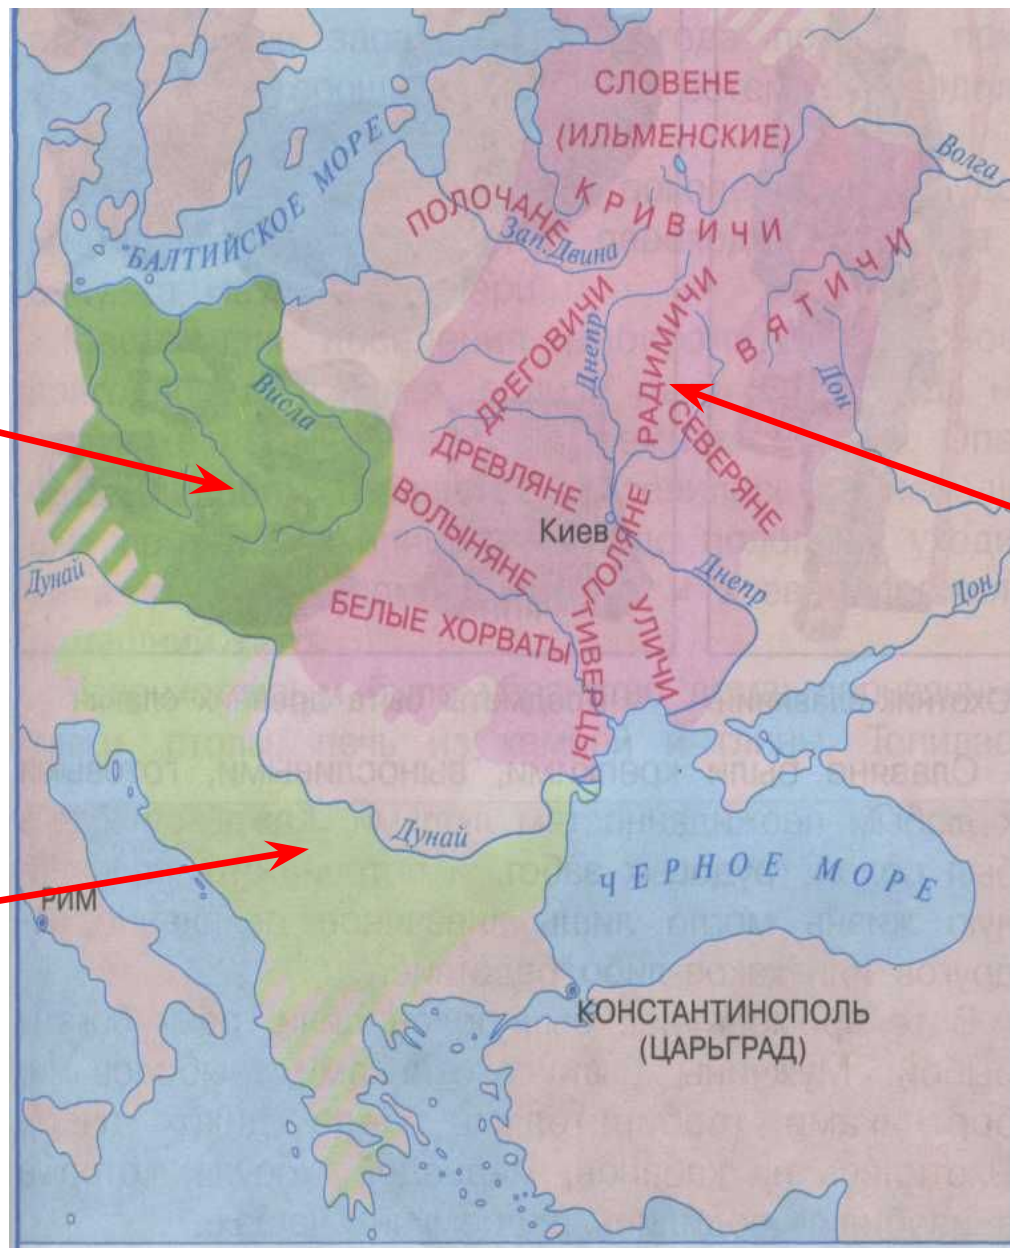 СЛОВЕНЕ
(ИЛЬМЕНСКИЕ)
Волга
БАЛТИЙСКОЕ МОРЕ
ПОЛОЧАНЕ
КРИВИЧИ
Зап. Двина
ВЯТИЧИ
ДРЕГОВИЧИ
Днепр
РАДИМИЧИ
Дон
Висла
СЕВЕРЯНЕ
ДРЕВЛЯНЕ
ВОЛЫНЯНЕ
Киев
ПОЛЯНЕ
Дунай
Днепр
Дон
БЕЛЫЕ ХОРВАТЫ
ТИВЕРЦЫ
УЛИЧИ
Дунай
ЧЕРНОЕ МОРЕ
РИМ
КОНСТАНТИНОПОЛЬ
(ЦАРЬГРАД)